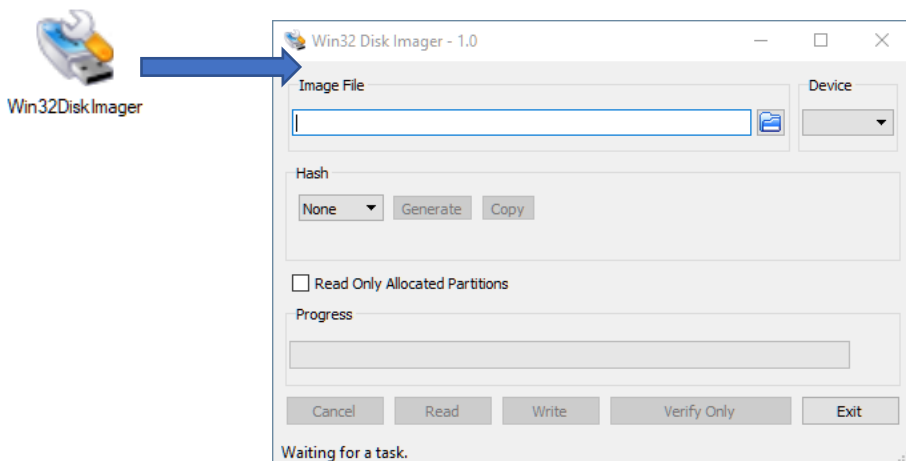 Win32DiskImager
Win32 Disk Imager - 1.0
Image File
Device
Hash
None
Generate
Copy
Read Only Allocated Partitions
Progress
Cancel
Read
Write
Verify Only
Exit
Waiting for a task.